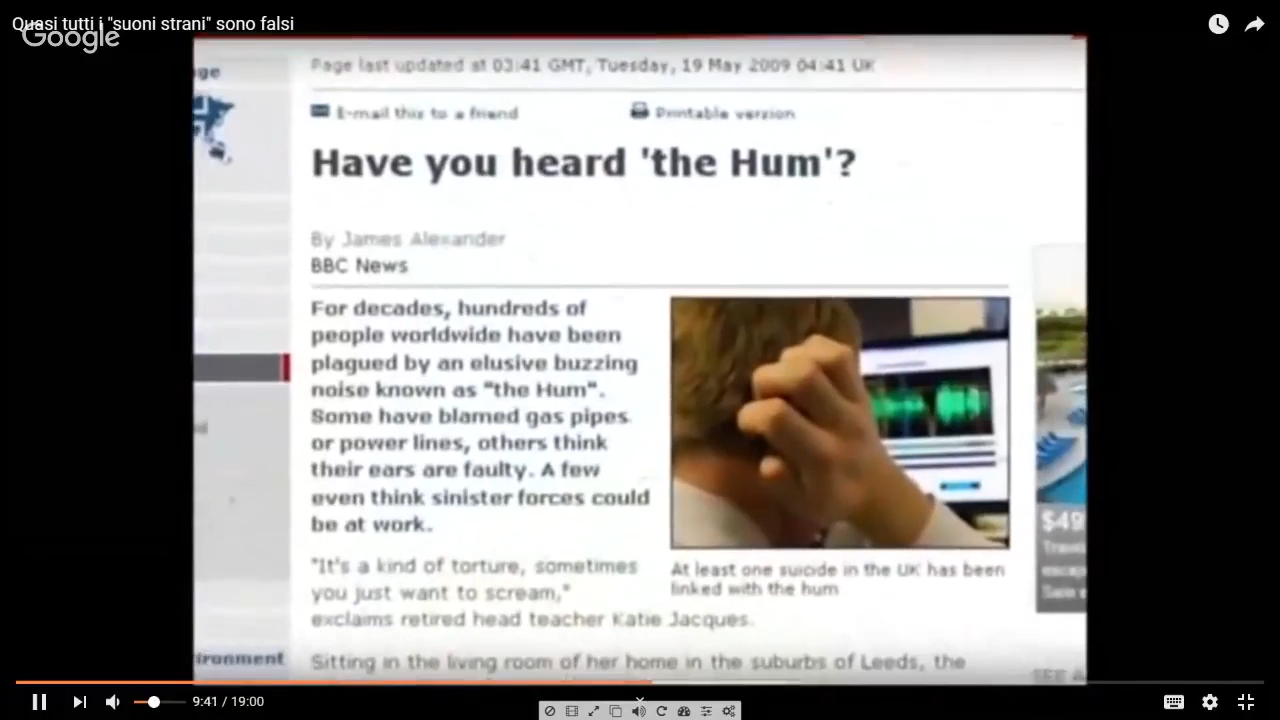 Quasi tutti i "suoni strani" sono falsi
Google
Page last updated at 03:41 GMT, Tuesday, 19 May 2009 04:41 UK
E-mail this to a friend
Printable version
Have you heard 'the Hum'?
By James Alexander
BBC News
For decades, hundreds of
people worldwide have been
plagued by an elusive buzzing
noise known as "the Hum".
Some have blamed gas pipes
or power lines, others think
their ears are faulty. A few
even think sinister forces could
be at work.
"It's a kind of torture, sometimes
you just want to scream,"
exclaims retired head teacher Katie Jacques.
Sitting in the living room of her home in the suburbs of Leeds, the
At least one suicide in the UK has been
linked with the hum
$49
ironment
9:41 / 19:00